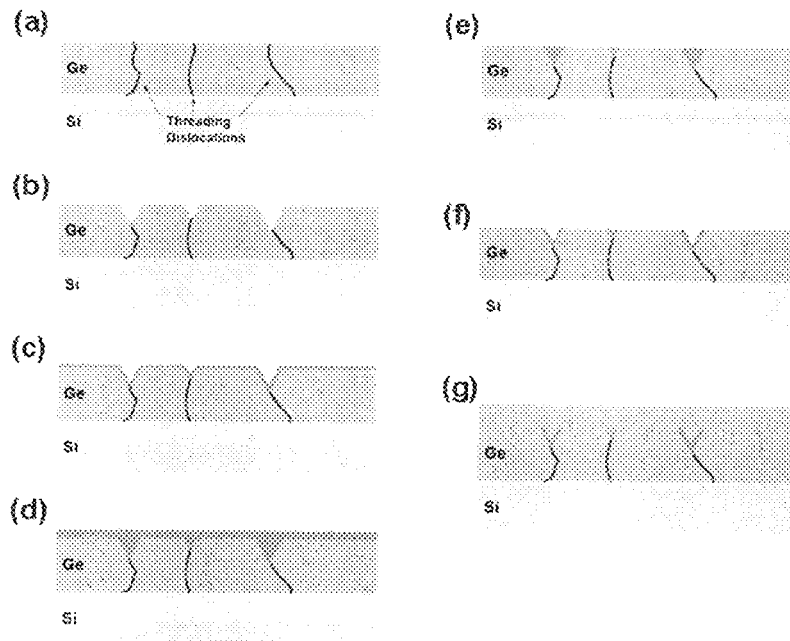 (a)
Ge
Si
Threading
Dislocations
(b)
Ge
Si
(c)
Ge
Si
(d)
Ge
Si
(e)
Ge
Si
(f)
Ge
Si
(g)
Ge
Si